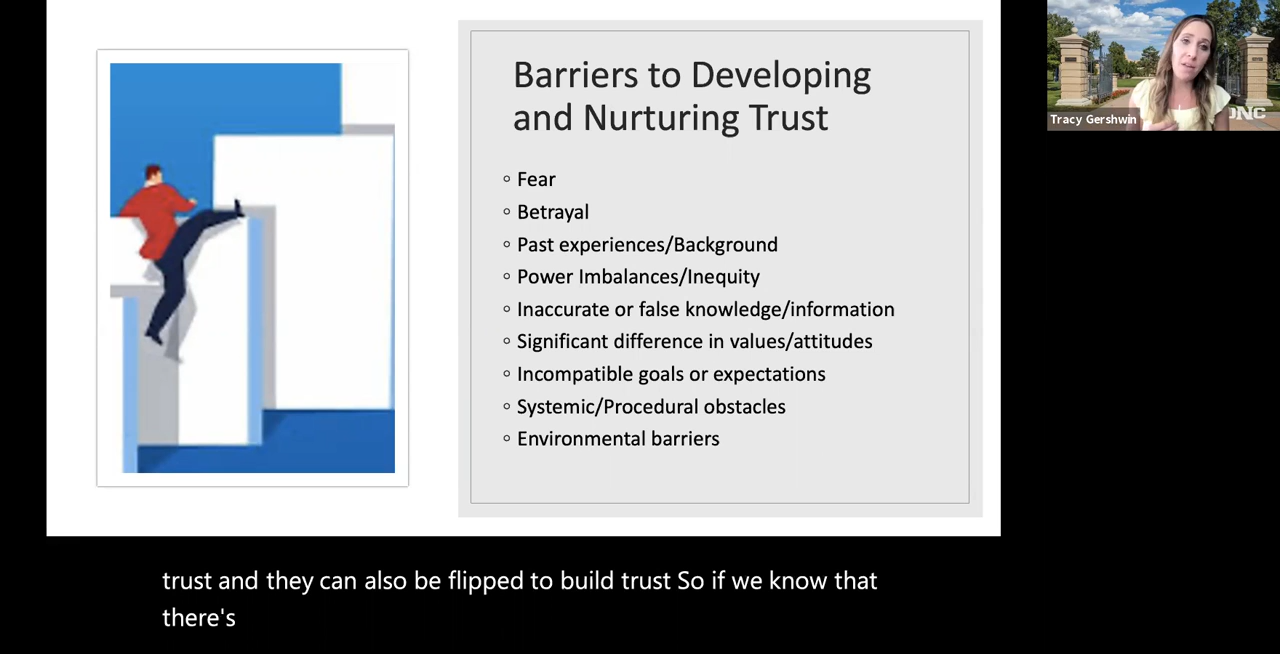 Barriers to Developing
and Nurturing Trust
◦ Fear
◦ Betrayal
◦ Past experiences/Background
◦ Power Imbalances/Inequity
◦ Inaccurate or false knowledge/information
◦ Significant difference in values/attitudes
◦ Incompatible goals or expectations
◦ Systemic/Procedural obstacles
◦ Environmental barriers
Tracy Gershwin
trust and they can also be flipped to build trust So if we know that
there's